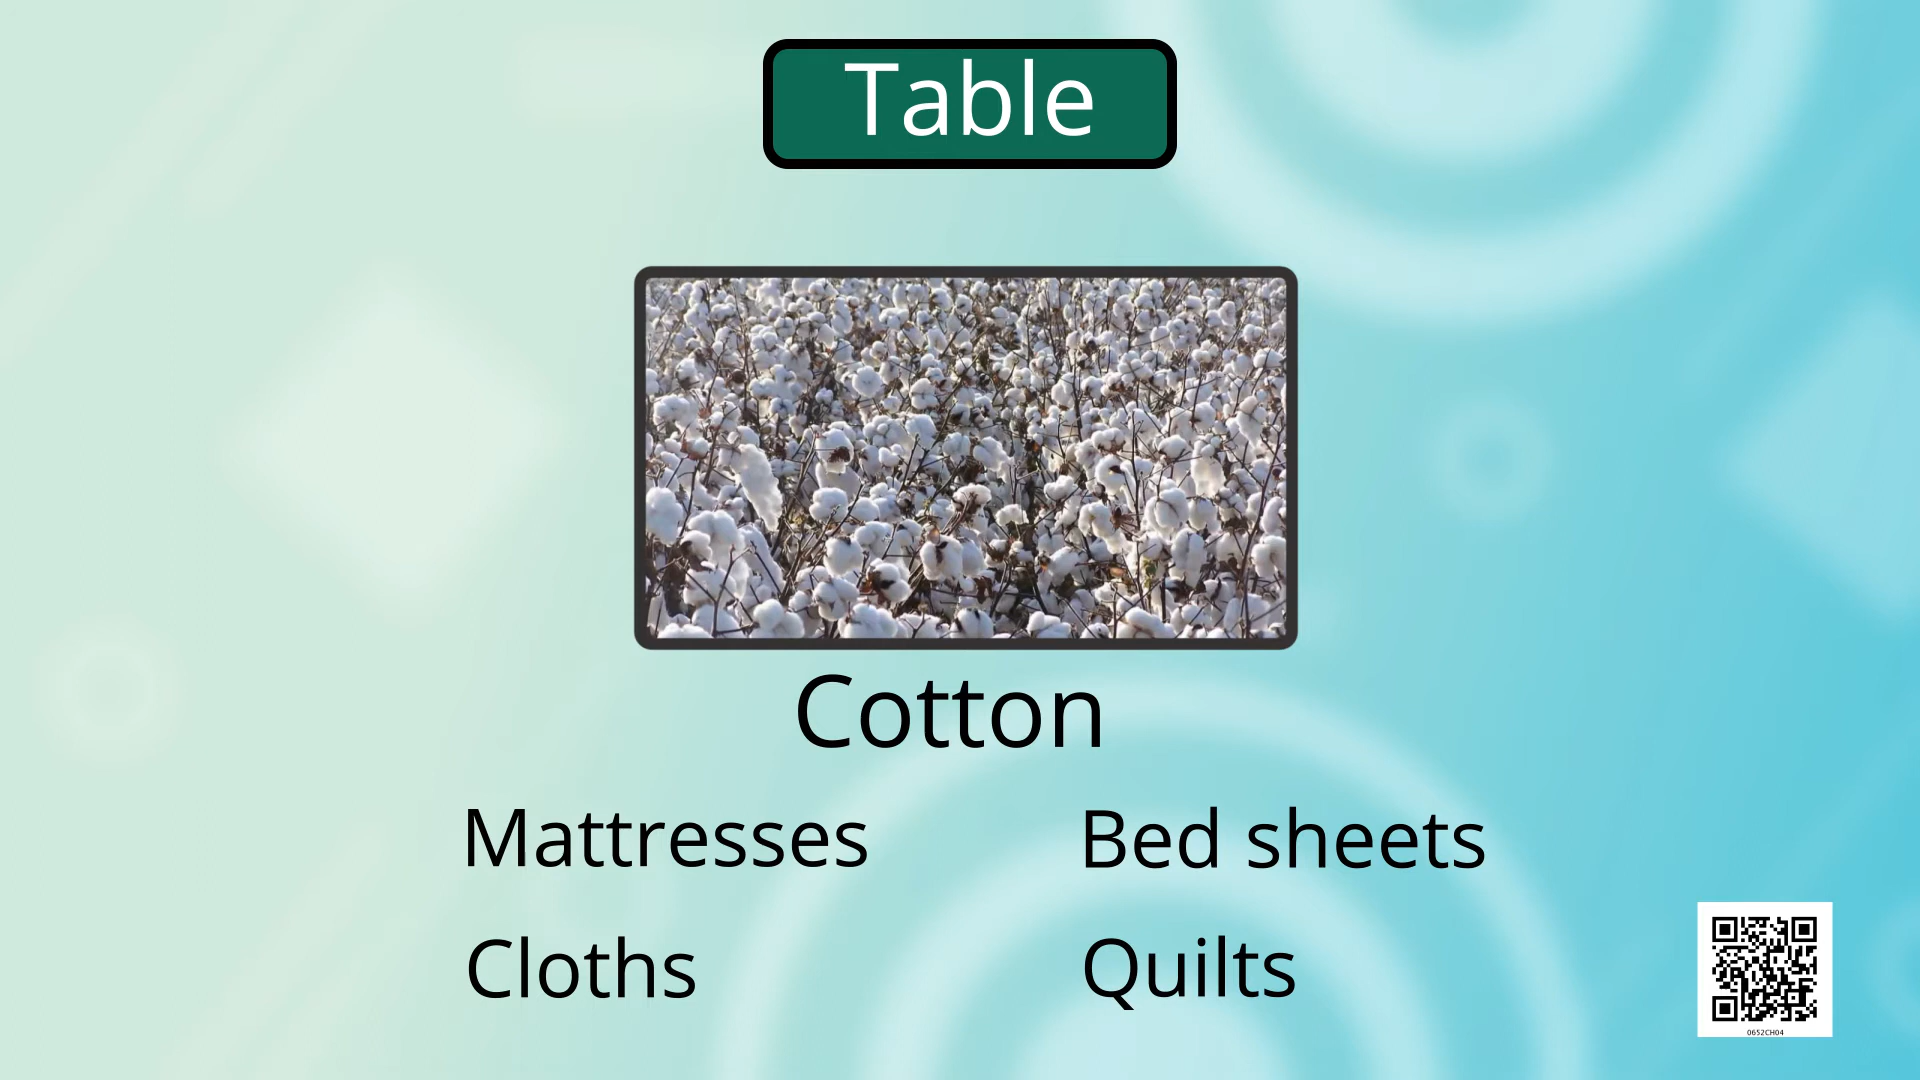 Table
Cotton
Mattresses
Bed sheets
Cloths
Quilts
0652CH04